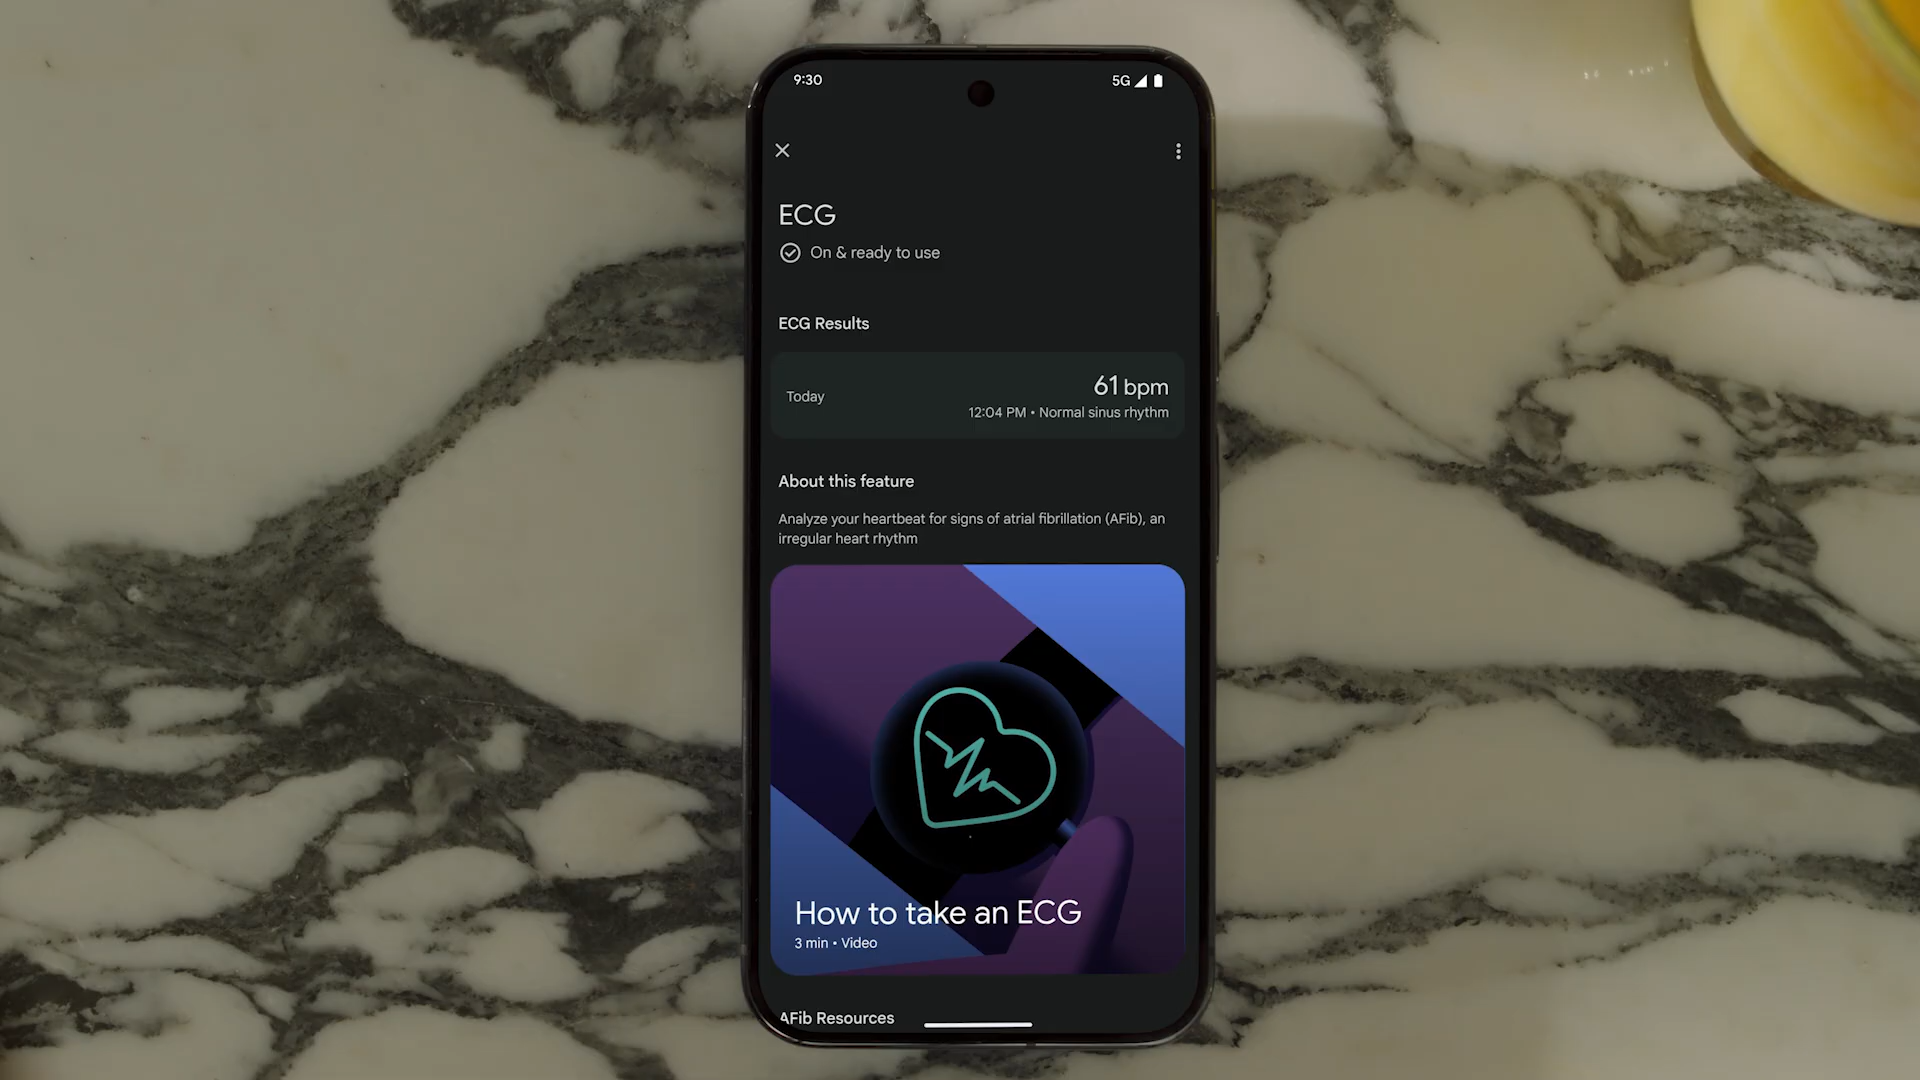 9:30
5G
ECG
On & ready to use
ECG Results
Today
61 bpm
12:04 PM • Normal sinus rhythm
About this feature
Analyze your heartbeat for signs of atrial fibrillation (AFib), an
irregular heart rhythm
How to take an ECG
3 min • Video
AFib Resources